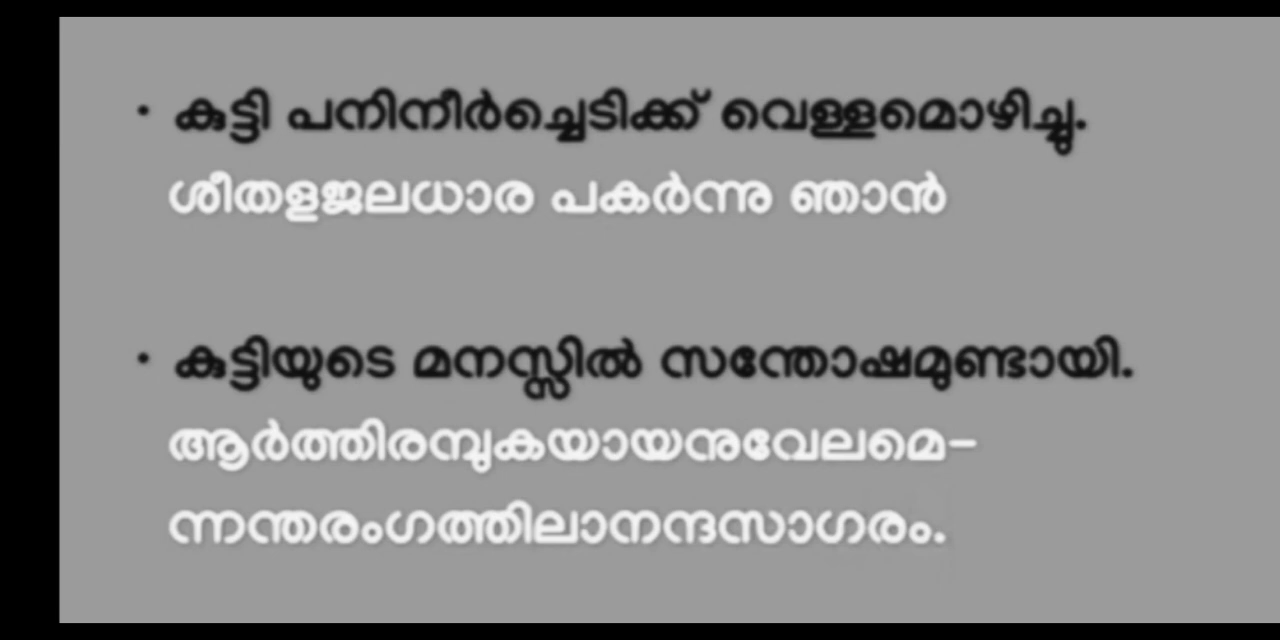 · കുട്ടി പനിനീർച്ചെടിക്ക് വെള്ളമൊഴിച്ചു.
ശീതളജലധാര പകർന്നു ഞാൻ
· കുട്ടിയുടെ മനസ്സിൽ സന്തോഷമുണ്ടായി.
ആർത്തിരമ്പുകയായനുവേലമെ-
ന്നന്തരംഗത്തിലാനന്ദസാഗരം.